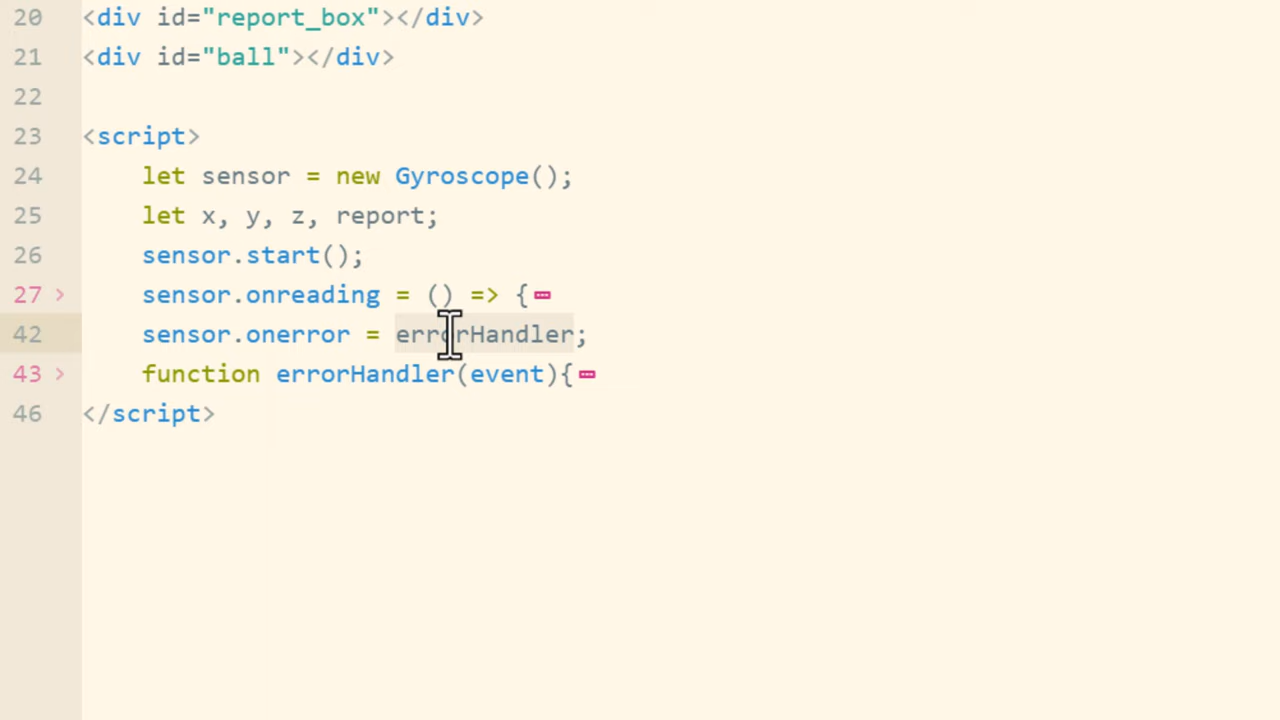 20 <div id="report_box"></div>
21 <div id="ball"></div>
22
23 <script>
24 let sensor = new Gyroscope();
25 let x, y, z, report;
26 sensor.start();
27 sensor.onreading = () => {
42 sensor.onerror = errorHandler;
43 function errorHandler(event){
46 </script>